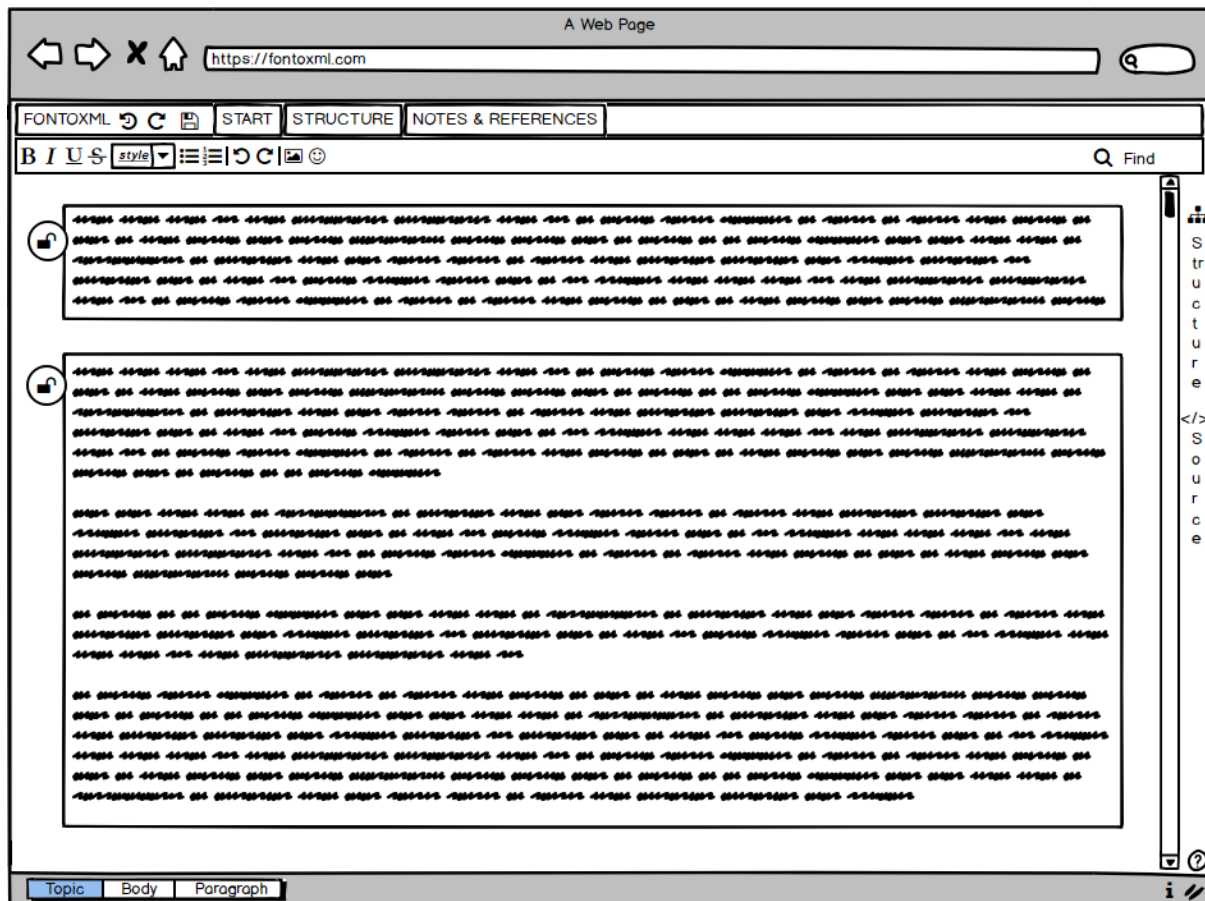 A Web Page
https://fontoxml.com
FONTOXML START STRUCTURE NOTES & REFERENCES
B I U S style Find
Structure
</>
Source
Topic Body Paragraph
i